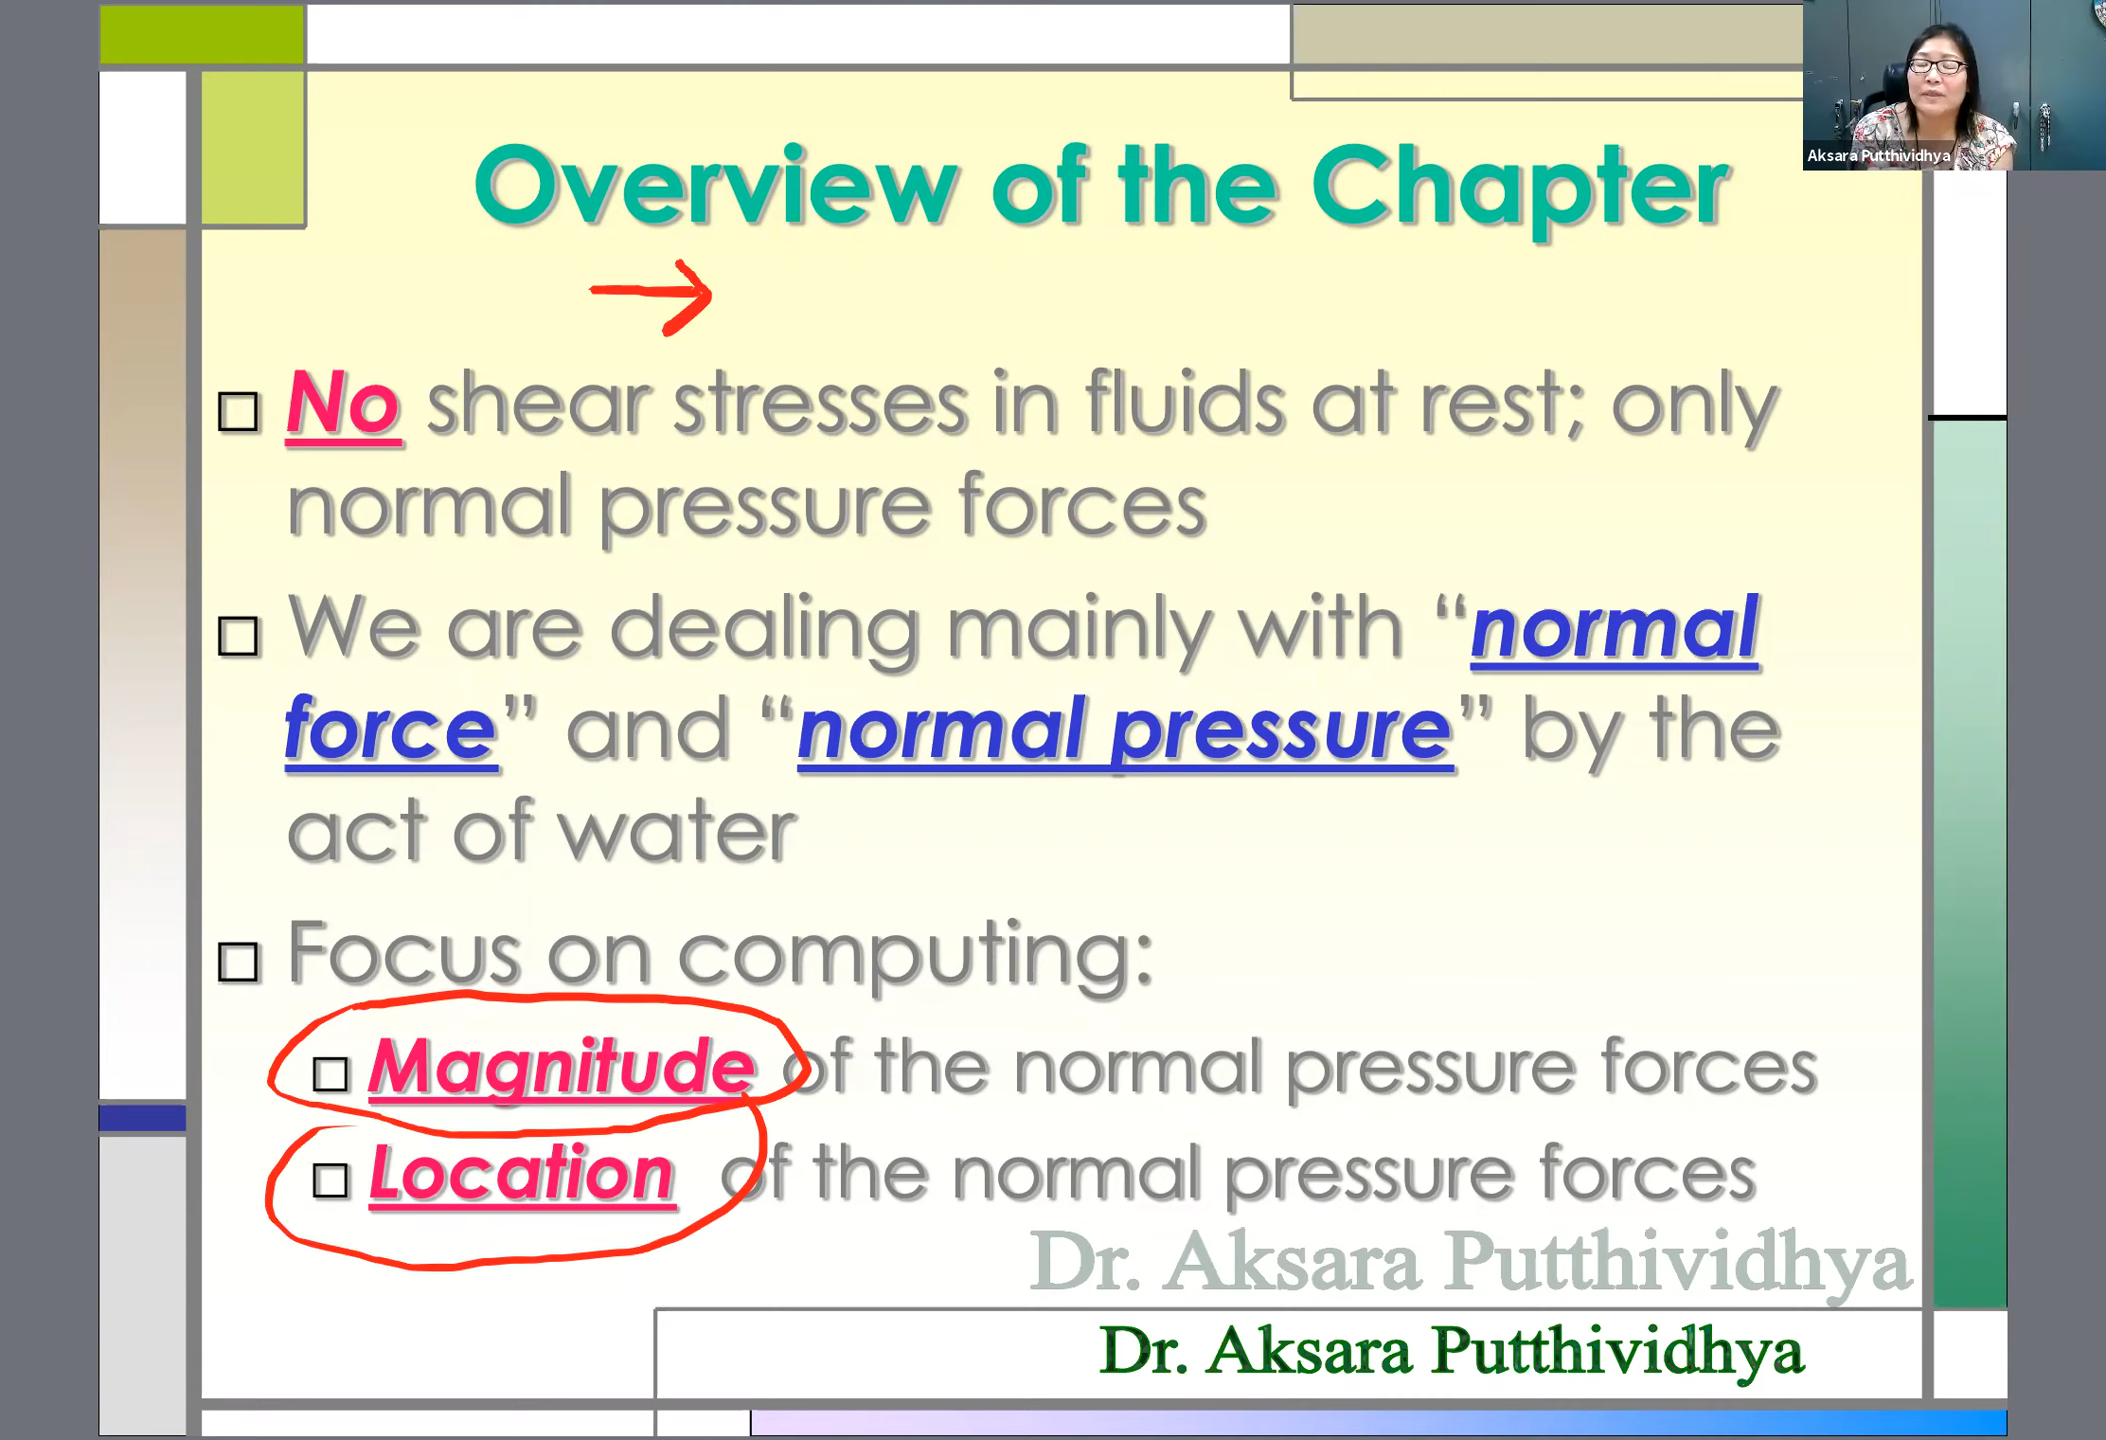 Aksara Putthividhya
Overview of the Chapter
No shear stresses in fluids at rest; only
normal pressure forces
We are dealing mainly with “normal
force” and “normal pressure” by the
act of water
Focus on computing:
Magnitude of the normal pressure forces
Location of the normal pressure forces
Dr. Aksara Putthividhya
Dr. Aksara Putthividhya